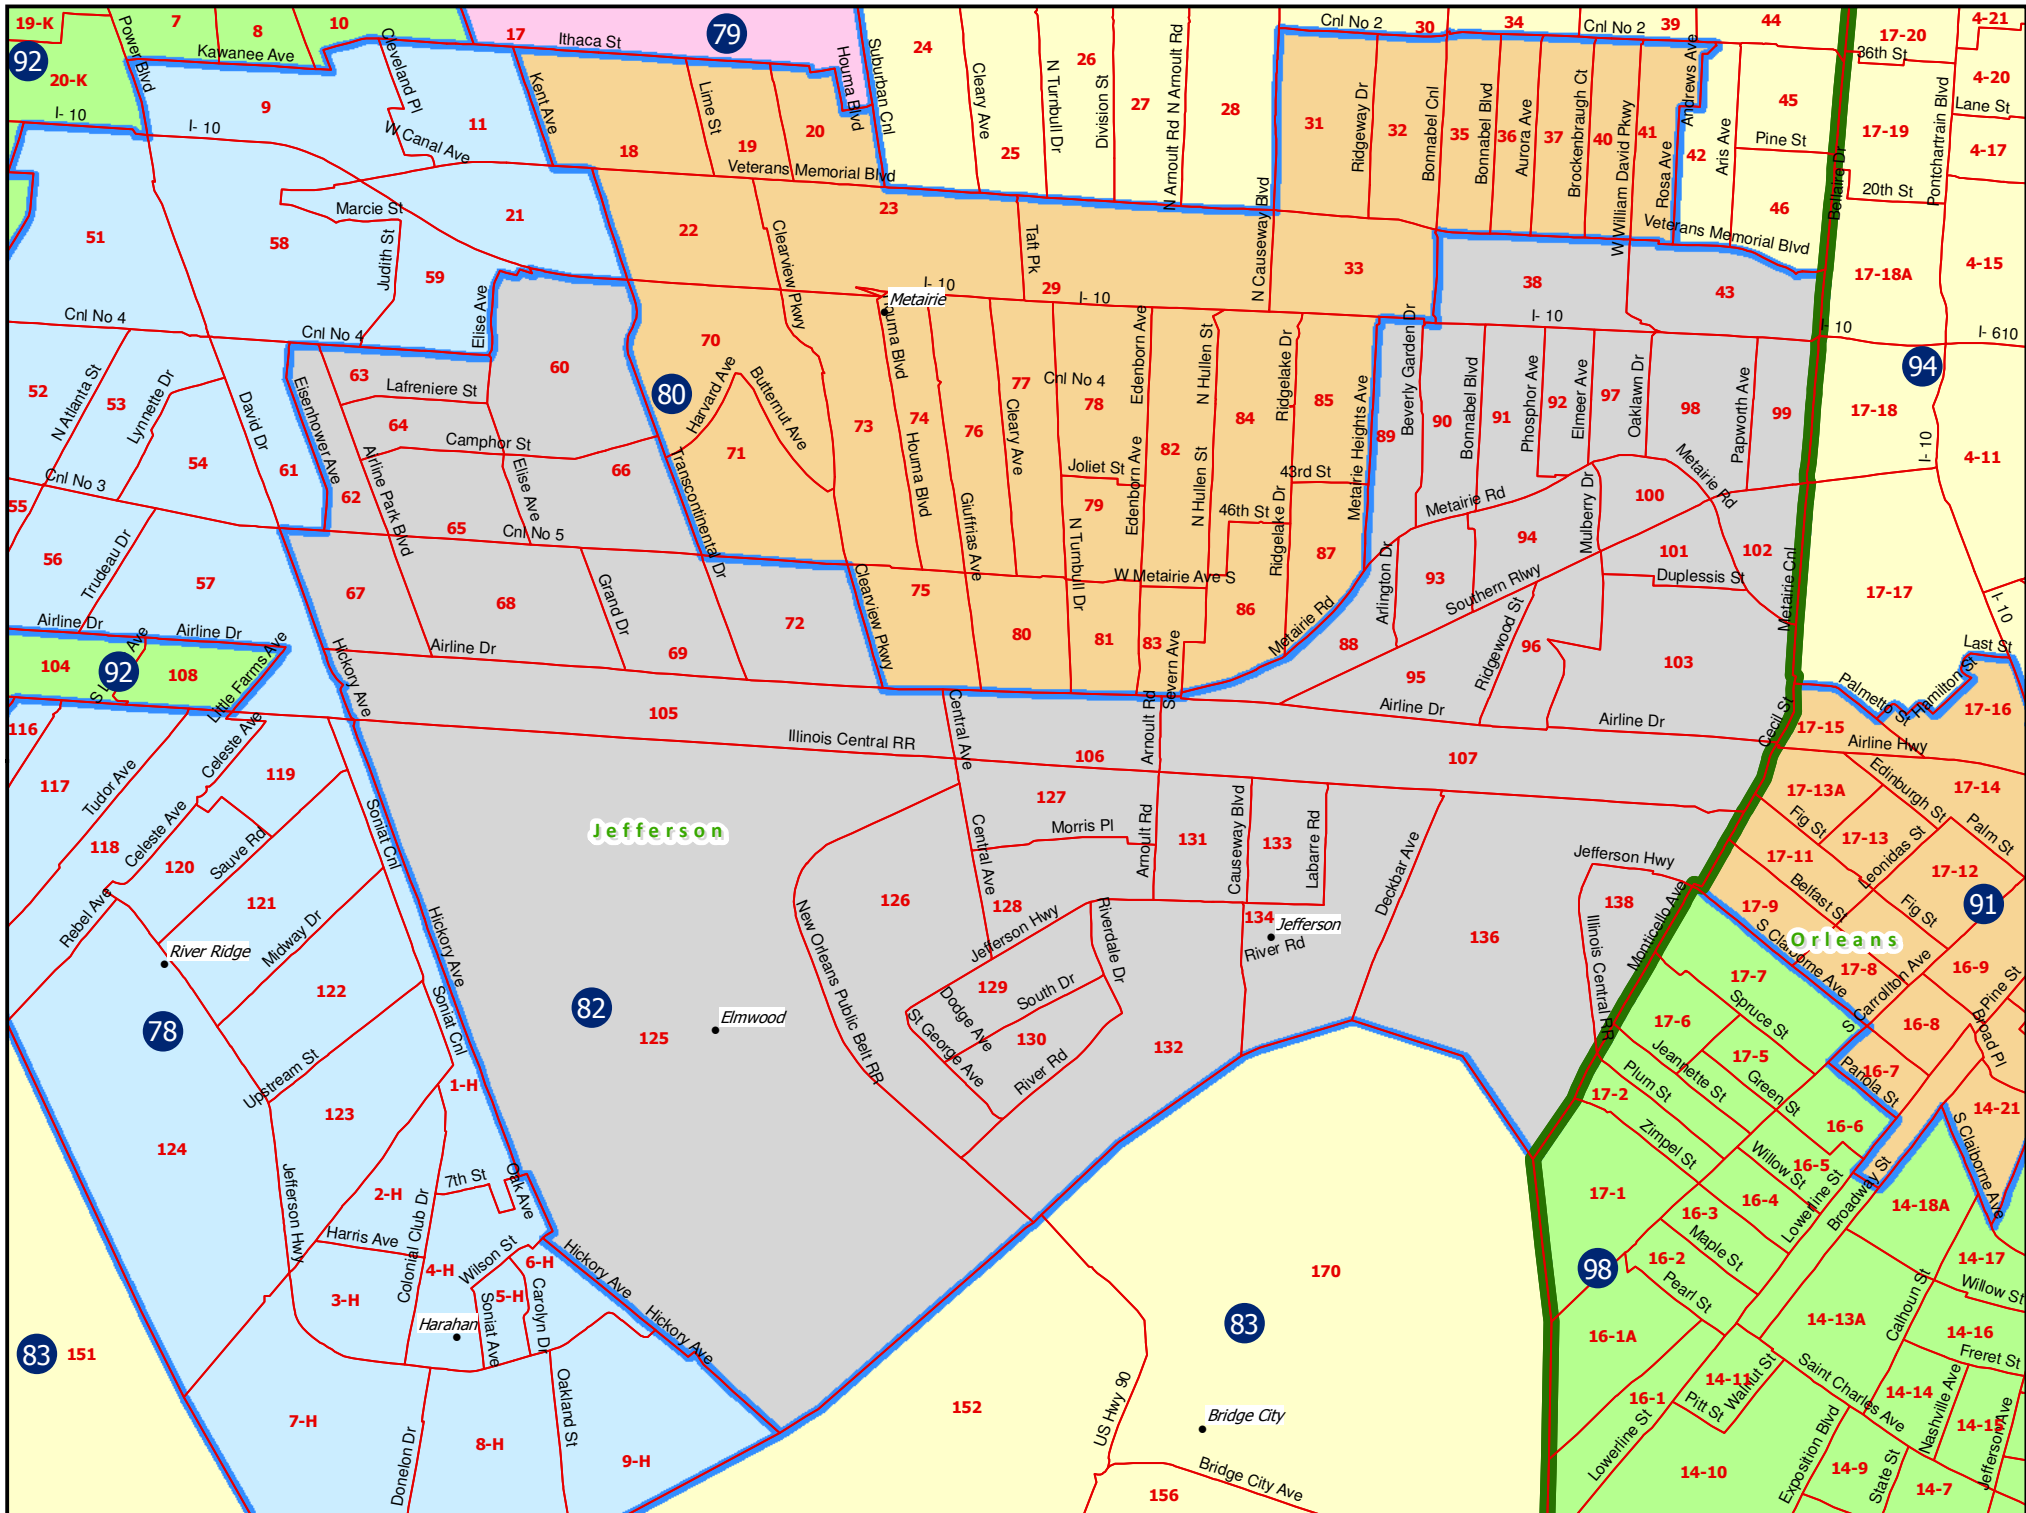 19-K
7
8
10
17
Ithaca St
79
24
26
Cnl No 2
30
34
Cnl No 2
39
44
17-20
4-21
Power Blvd
Kawanee Ave
Cleveland Pl
Houma Blvd
Suburban Cnl
36th St
92
20-K
9
11
Kent Ave
Lime St
19
20
Cleary Ave
N Turnbull Dr
Division St
27
N Arnoult Rd N Arnoult Rd
28
31
Ridgeway Dr
32
Bonnabel Cnl
35
Bonnabel Blvd
36
Aurora Ave
37
Brockenbraugh Ct
40
W William David Pkwy
41
Rosa Ave
Andrews Ave
42
Aris Ave
45
Pine St
46
Bellaire Dr
17-19
Pontchartrain Blvd
4-20
Lane St
4-17
20th St
I- 10
I- 10
W Canal Ave
18
Veterans Memorial Blvd
25
N Causeway Blvd
Veterans Memorial Blvd
51
Marcie St
58
Judith St
21
59
22
23
Clearview Pkwy
Taft Pk
29
33
38
43
17-18A
4-15
Cnl No 4
Cnl No 4
Elise Ave
I- 10
Metairie
I- 10
I- 10
I- 10
I- 610
52
N Atlanta St
53
Lynnette Dr
54
David Dr
61
Eisenhower Ave
63
Lafreniere St
64
Camphor St
60
66
80
70
Harvard Ave
Butternut Ave
71
73
74
Houma Blvd
76
77
Cleary Ave
Cnl No 4
78
Edenborn Ave
82
N Hullen St
84
Ridgelake Dr
85
Metairie Heights Ave
89
Beverly Garden Dr
90
Bonnabel Blvd
91
Phosphor Ave
92
Elmeer Ave
97
Oaklawn Dr
98
Papworth Ave
99
94
17-18
I- 10
4-11
55
Cnl No 3
56
Trudeau Dr
57
62
Airline Park Blvd
65
Elise Ave
Cnl No 5
Transcontental Dr
Houma Blvd
Giuffrias Ave
Joliet St
79
N Turnbull Dr
Edenborn Ave
N Hullen St
46th St
Ridgelake Dr
43rd St
87
Metairie Rd
94
Mulberry Dr
100
Metairie Rd
101
102
Duplessis St
Metairie Cnl
17-17
I- 10
Airline Dr
Airline Dr
67
68
Grand Dr
69
72
Clearview Pkwy
75
W Metairie Ave S
80
81
83
Severn Ave
86
Metairie Rd
Arlington Dr
93
88
Southern Rlwy
Ridgewood St
96
95
103
Last St
104
92
108
Little Farms Ave
Hickory Ave
Airline Dr
Palmetto St
Hamilton St
17-16
116
117
Tudor Ave
Celeste Ave
119
105
Illinois Central RR
Central Ave
106
Arnoult Rd
Airline Dr
107
Airline Dr
Cecil St
17-15
Airline Hwy
118
Celeste Ave
120
Sauve Rd
121
Soniat Cnl
Jefferson
127
Morris Pl
Central Ave
Arnoult Rd
131
Causeway Blvd
133
Labarre Rd
Deckbar Ave
Jefferson Hwy
17-13A
Edinburgh St
17-14
Fig St
17-13
Palm St
17-11
Leonidas St
17-12
Rebel Ave
River Ridge
Midway Dr
122
Hickory Ave
New Orleans Public Belt RR
126
128
Jefferson Hwy
Riverdale Dr
134
Jefferson
River Rd
136
138
Illinois Central RR
Monticello Ave
17-9
Belfast St
Fig St
91
Orleans
S Claiborne Ave
17-8
S Carrollton Ave
16-9
Pine St
78
82
125
Elmwood
129
Dodge Ave
South Dr
St George Ave
130
River Rd
132
17-7
Spruce St
17-6
Jeannette St
17-5
Green St
16-8
Broad Pl
16-7
Panola St
14-21
Upstream St
123
Soniat Cnl
1-H
124
17-2
Plum St
Zimpel St
16-6
Willow St
16-5
S Claiborne Ave
Jefferson Hwy
2-H
Colonial Club Dr
7th St
Oak Ave
Harris Ave
17-1
16-4
16-3
Lowerline St
Broadway St
14-18A
3-H
4-H
Wilson St
6-H
5-H
Soniat Ave
Carolyn Dr
Hickory Ave
Hickory Ave
Harahan
98
16-2
Maple St
Pearl St
14-17
Willow St
83
151
170
83
16-1A
14-13A
Calhoun St
14-16
Freret St
7-H
Donelon Dr
8-H
Oakland St
9-H
152
US Hwy 90
Bridge City
Bridge City Ave
156
16-1
Lowerline St
14-11
Pitt St
Walnut St
Saint Charles Ave
14-14
Nashville Ave
14-15
Jefferson Ave
14-10
Exposition Blvd
14-9
State St
14-7